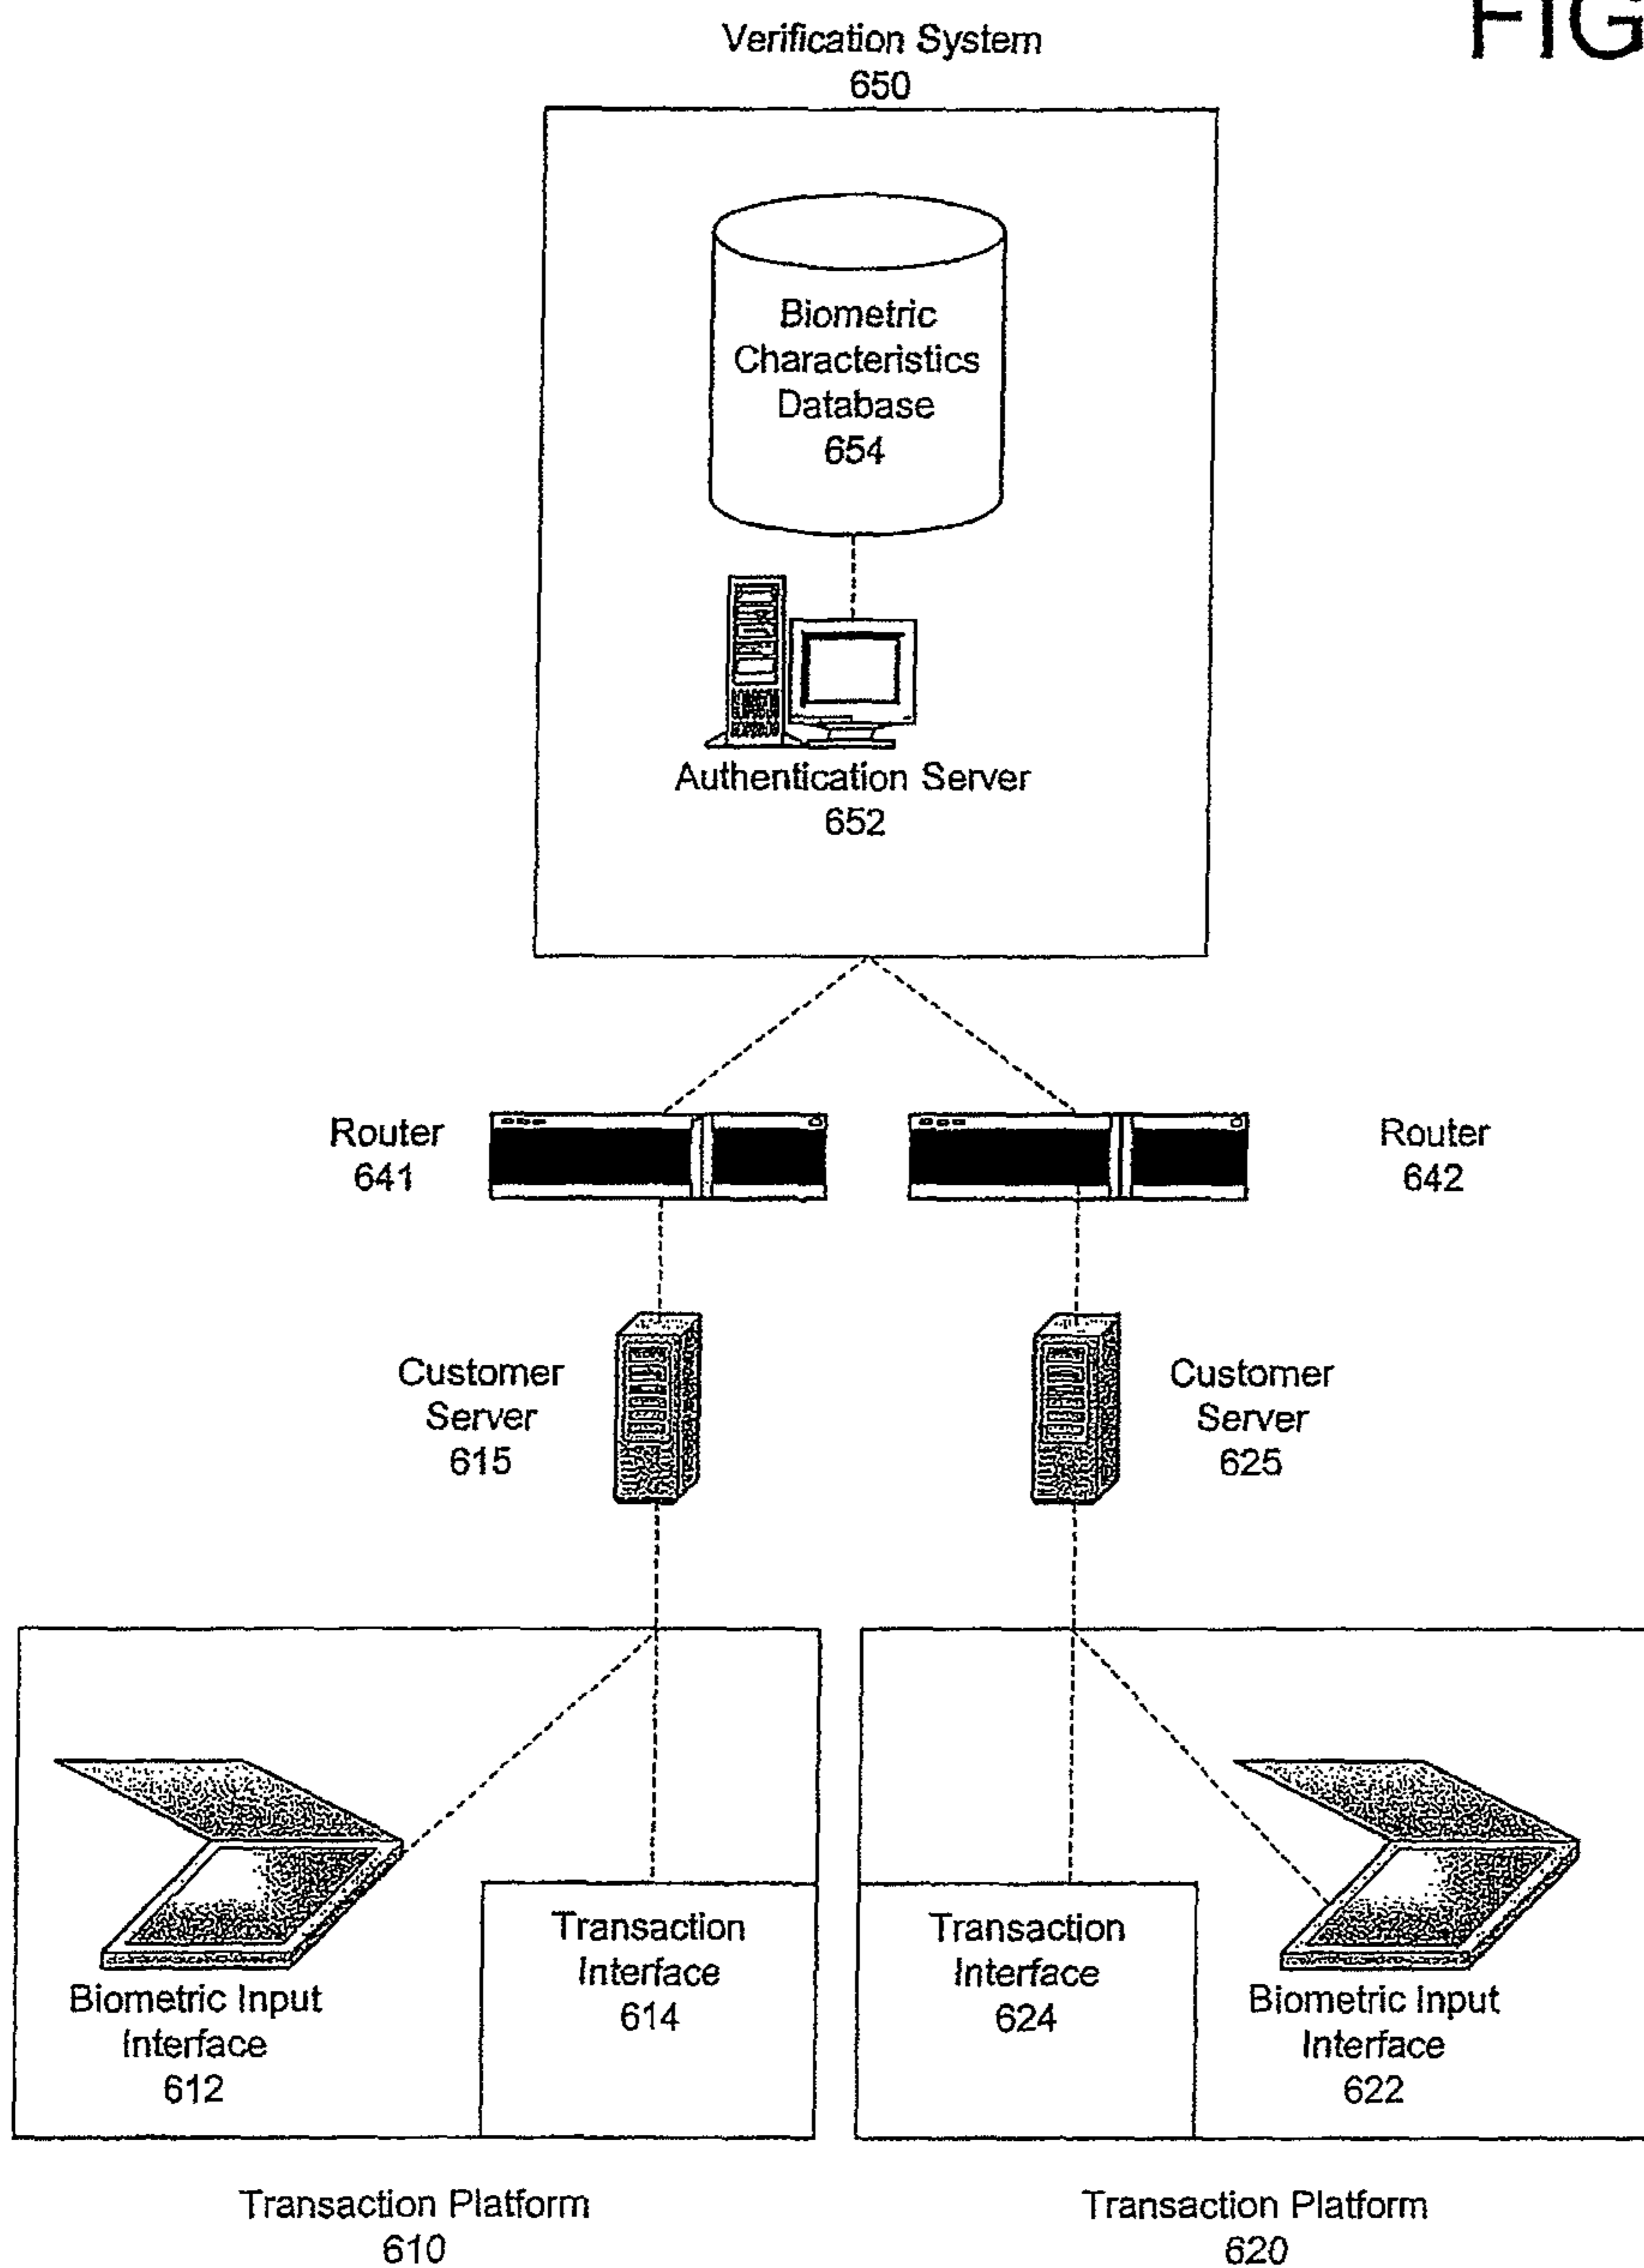 FIG
Verification System
650
Biometric
Characteristics
Database
654
Authentication Server
652
Router
641
Router
642
Customer
Server
615
Customer
Server
625
Biometric Input
Interface
612
Transaction
Interface
614
Transaction
Interface
624
Biometric Input
Interface
622
Transaction Platform
610
Transaction Platform
620